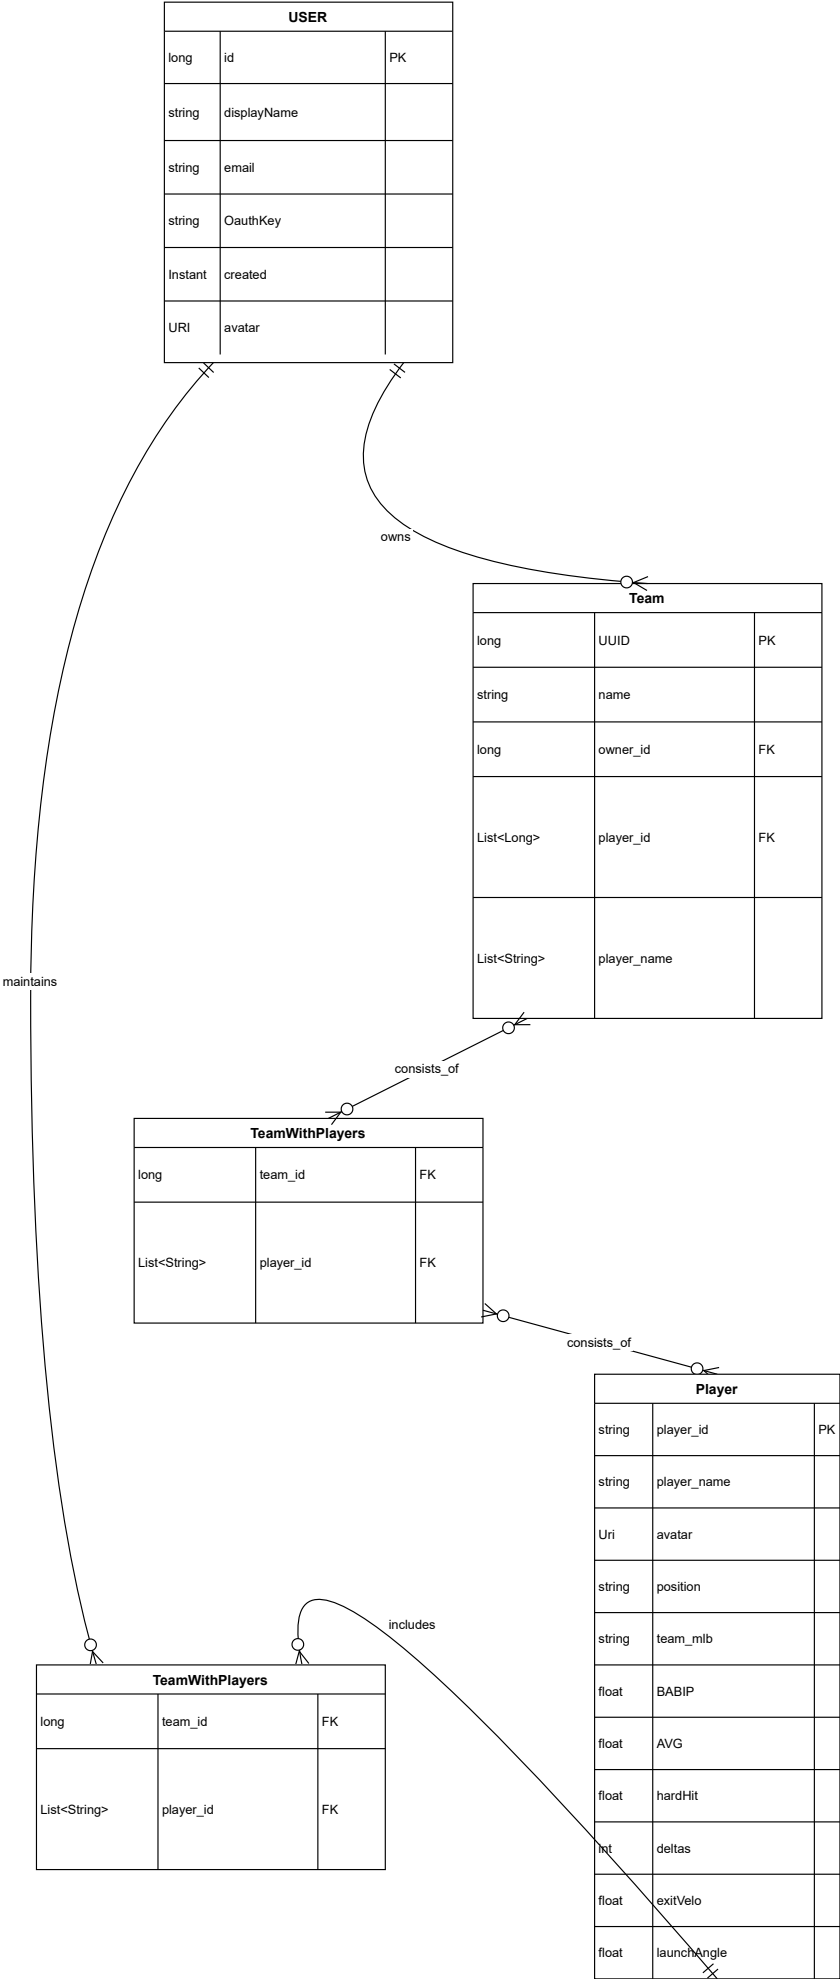 USER
long id PK
string displayName
string email
string OauthKey
Instant created
URI avatar
owns
Team
long UUID PK
string name
long owner_id FK
List<Long> player_id FK
List<String> player_name
maintains
consists_of
TeamWithPlayers
long team_id FK
List<String> player_id FK
consists_of
Player
string player_id PK
string player_name
Uri avatar
string position
string team_mlb
float BABIP
float AVG
float hardHit
int deltas
float exitVelo
float launchAngle
includes
TeamWithPlayers
long team_id FK
List<String> player_id FK